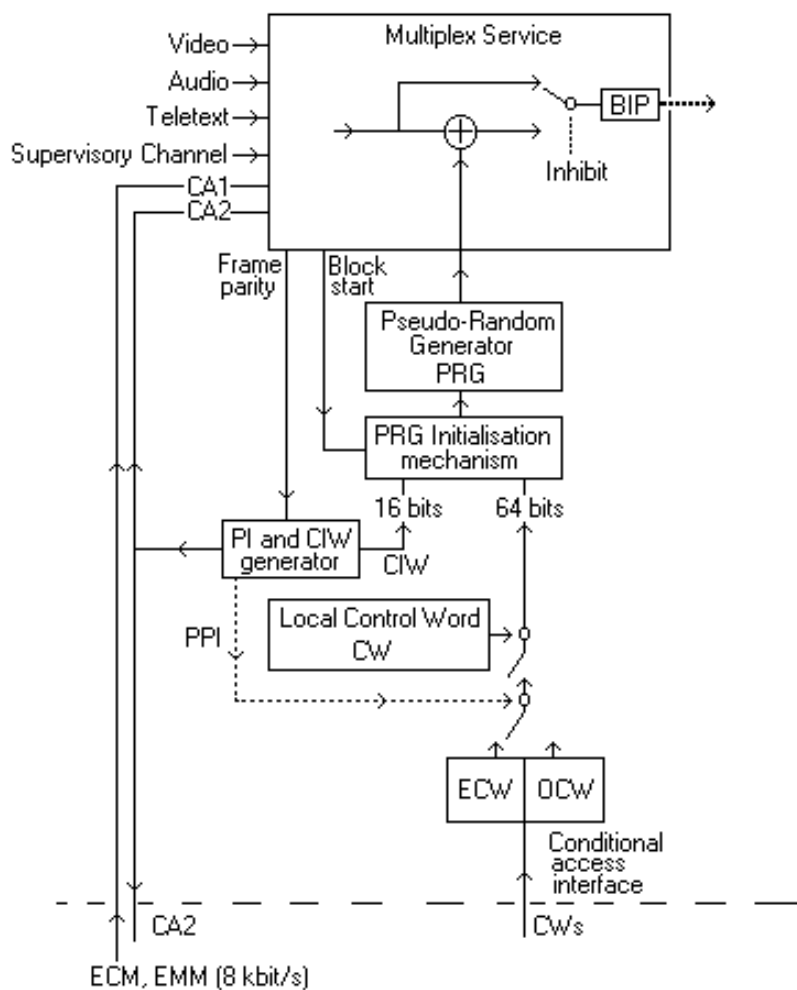 Multiplex Service
Video
Audio
Teletext
Supervisory Channel
CA1
CA2
BIP
Inhibit
Frame
parity
Block
start
Pseudo-Random
Generator
PRG
PRG Initialisation
mechanism
16 bits
64 bits
PI and CIW
generator
CIW
PPI
Local Control Word
CW
ECW
OCW
Conditional
access
interface
CA2
CWs
ECM, EMM (8 kbit/s)